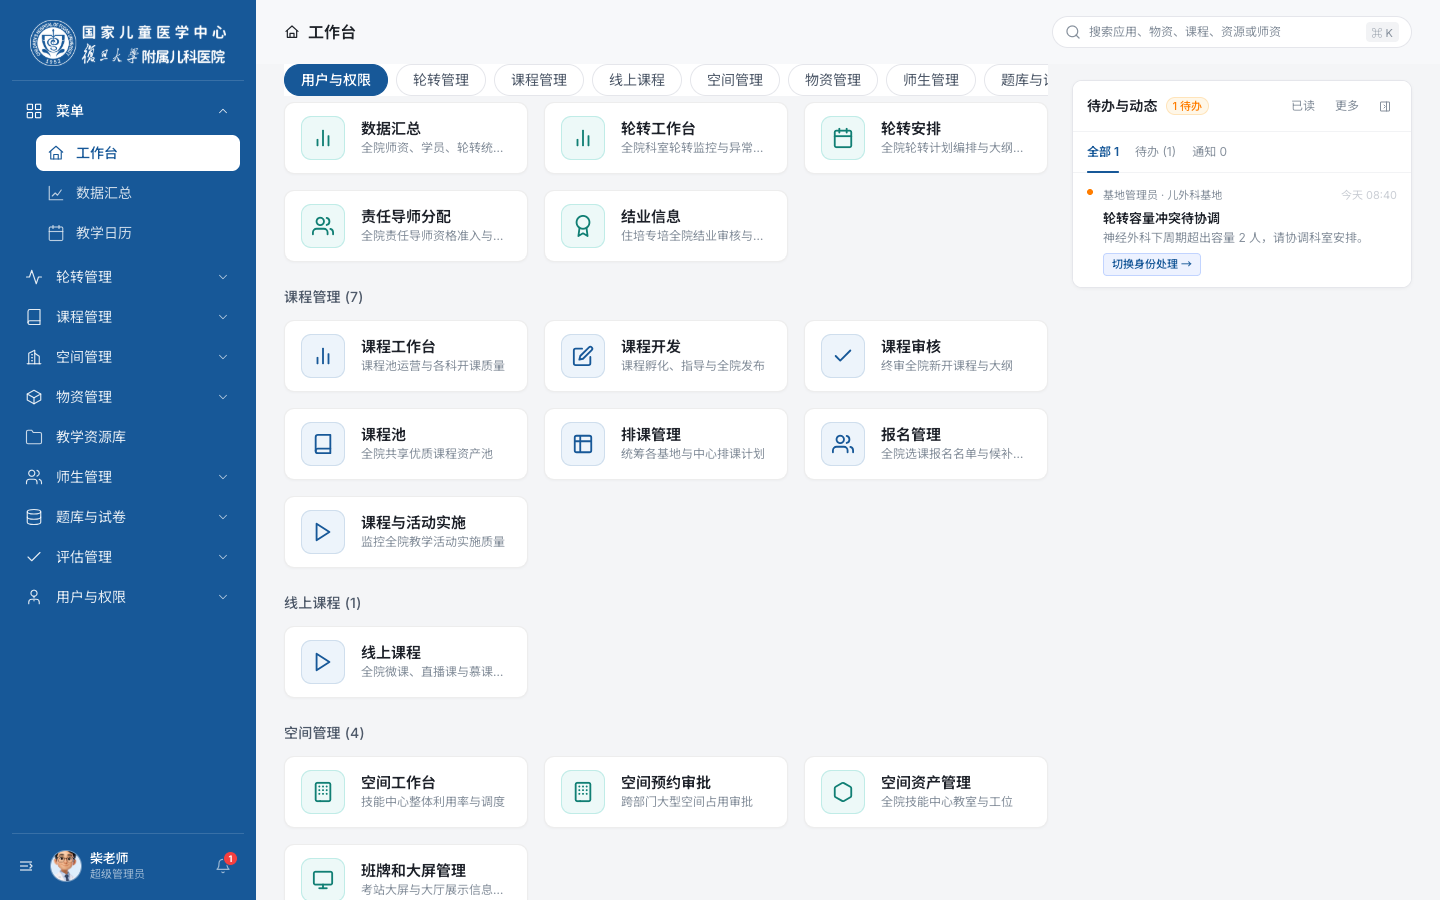 国家儿童医学中心
復旦大学附属儿科医院
1952
菜单
工作台
数据汇总
教学日历
轮转管理
课程管理
空间管理
物资管理
教学资源库
师生管理
题库与试卷
评估管理
用户与权限
柴老师
超级管理员
1
工作台
搜索应用、物资、课程、资源或师资
⌘ K
用户与权限
轮转管理
课程管理
线上课程
空间管理
物资管理
师生管理
题库与
数据汇总
全院师资、学员、轮转统...
轮转工作台
全院科室轮转监控与异常...
轮转安排
全院轮转计划编排与大纲...
责任导师分配
全院责任导师资格准入与...
结业信息
住培专培全院结业审核与...
课程管理 (7)
课程工作台
课程池运营与各科开课质量
课程开发
课程孵化、指导与全院发布
课程审核
终审全院新开课程与大纲
课程池
全院共享优质课程资产池
排课管理
统筹各基地与中心排课计划
报名管理
全院选课报名名单与候补...
课程与活动实施
监控全院教学活动实施质量
线上课程 (1)
线上课程
全院微课、直播课与慕课...
空间管理 (4)
空间工作台
技能中心整体利用率与调度
空间预约审批
跨部门大型空间占用审批
空间资产管理
全院技能中心教室与工位
班牌和大屏管理
考站大屏与大厅展示信息...
待办与动态
1 待办
已读
更多
全部 1
待办 (1)
通知 0
基地管理员 · 儿外科基地
今天 08:40
轮转容量冲突待协调
神经外科下周期超出容量 2 人，请协调科室安排。
切换身份处理 →